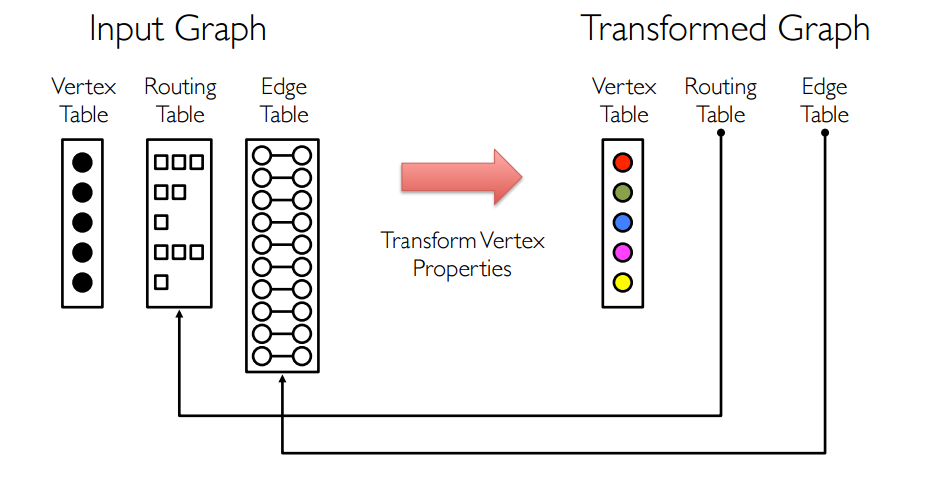 Input Graph
Transformed Graph
Vertex
Table
Routing
Table
Edge
Table
Transform Vertex
Properties
Vertex
Table
Routing
Table
Edge
Table